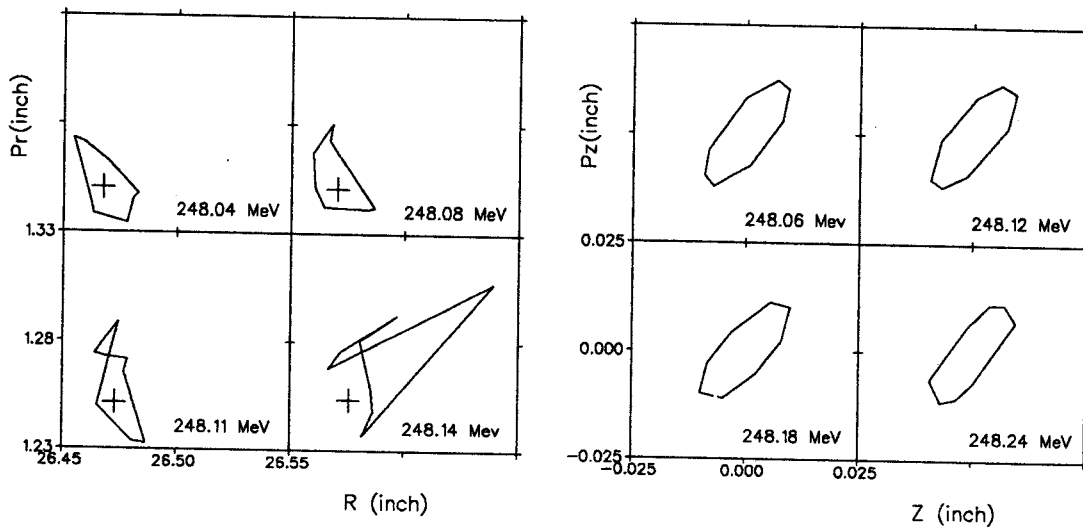 Pr(inch)
248.04 MeV
248.08 MeV
1.33
248.11 MeV
248.14 Mev
1.28
1.23
26.45
26.50
26.55
R (inch)
Pz(inch)
248.06 MeV
248.12 MeV
0.025
248.18 MeV
248.24 MeV
0.000
-0.025
-0.025
0.000
0.025
Z (inch)